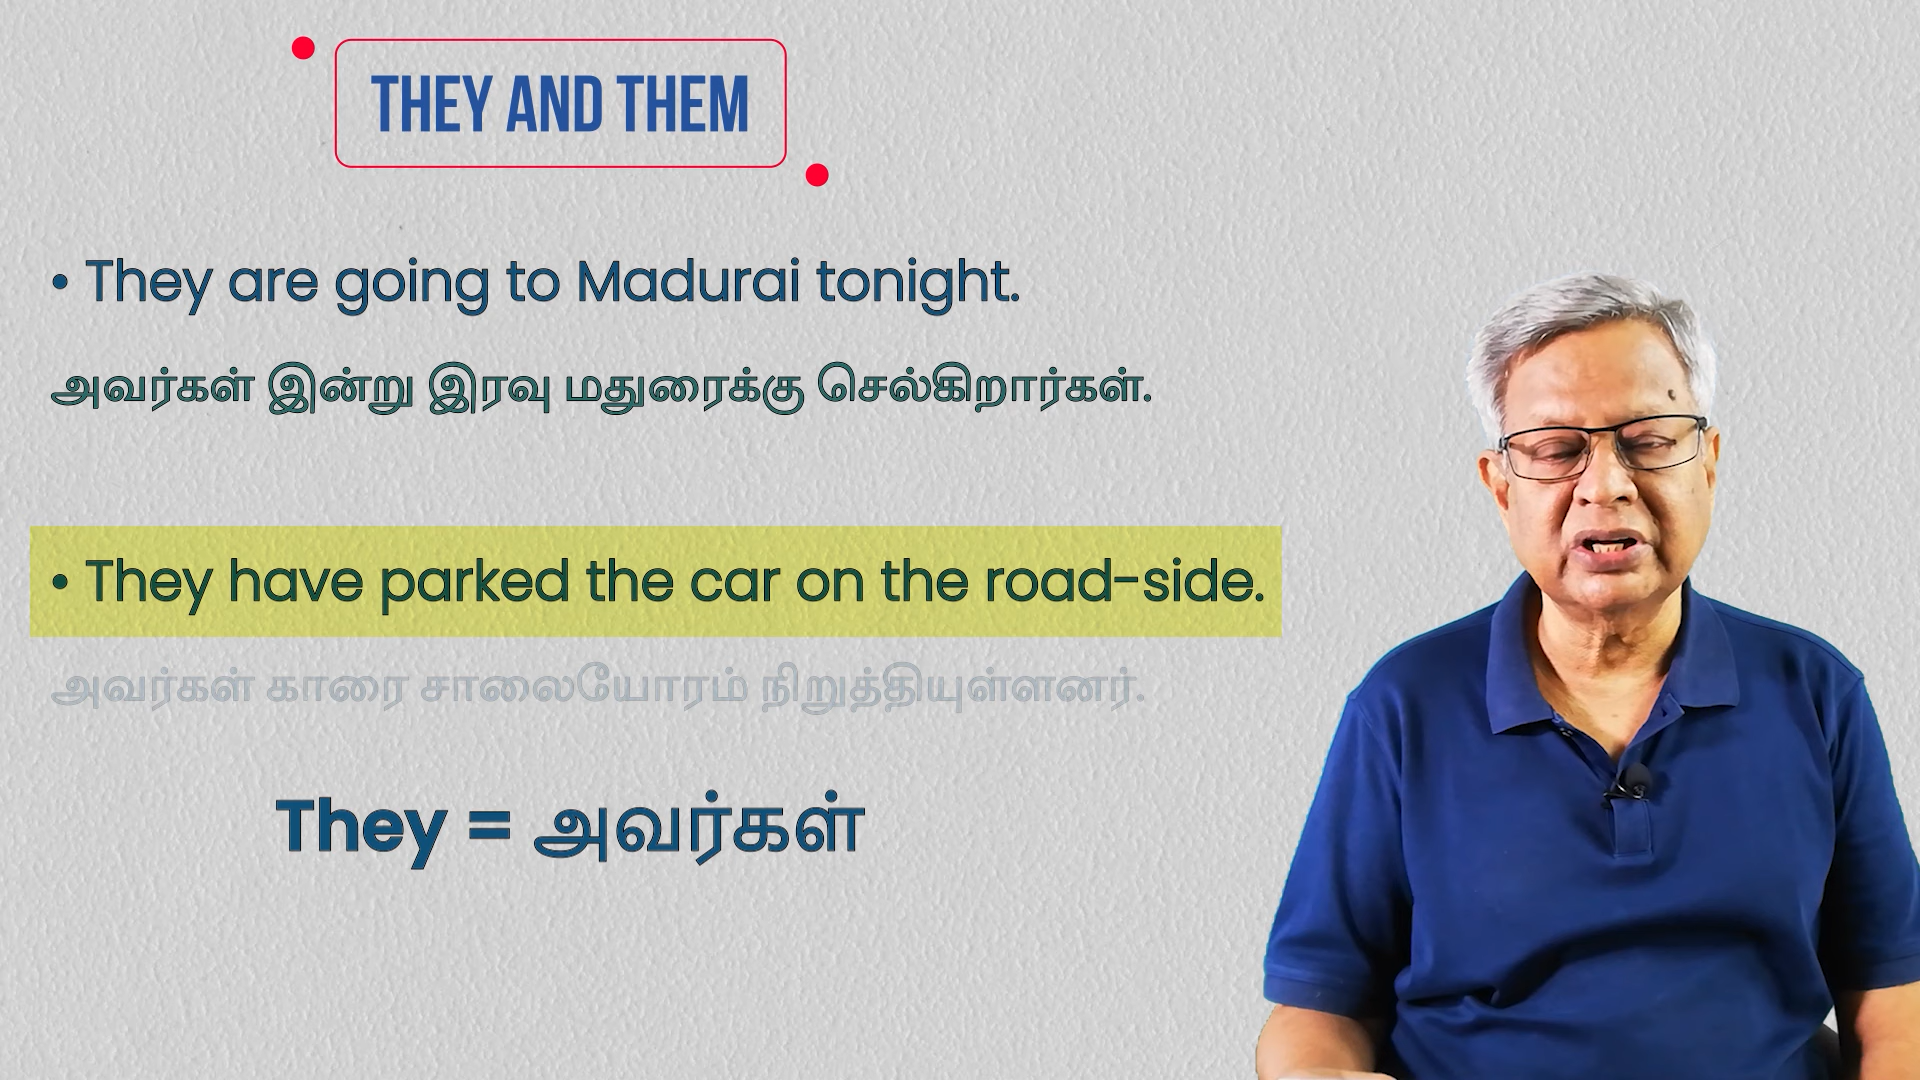 THEY AND THEM
• They are going to Madurai tonight.
அவர்கள் இன்று இரவு மதுரைக்கு செல்கிறார்கள்.
• They have parked the car on the road-side.
அவர்கள் காரை சாலையோரம் நிறுத்தியுள்ளனர்.
They = அவர்கள்